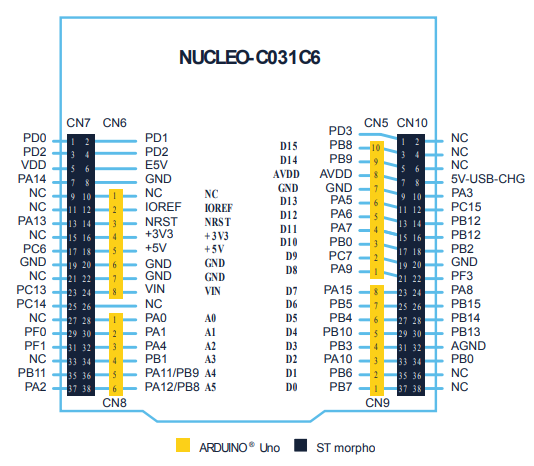 NUCLEO-C031C6
CN7 CN6 CN5 CN10
PD3
PD0 1 2 PD1 D15 PB8 10 1 2 NC
PD2 3 4 PD2 D14 PB9 9 3 4 NC
VDD 5 6 E5V AVDD AVDD 8 5 6 NC
PA14 7 8 GND GND GND 7 7 8 5V-USB-CHG
NC 9 10 1 NC NC D13 PA5 6 9 10 PA3
NC 11 12 2 IOREF IOREF D12 PA6 5 11 12 PC15
PA13 13 14 3 NRST NRST D11 PA7 4 13 14 PB12
NC 15 16 4 +3V3 +3V3 D10 PB0 3 15 16 PB12
PC6 17 18 5 +5V +5V D9 PC7 2 17 18 PB2
GND 19 20 6 GND GND D8 PA9 1 19 20 GND
NC 21 22 7 GND GND 21 22 PF3
PC13 23 24 8 VIN VIN D7 PA15 8 23 24 PA8
PC14 25 26 NC D6 PB5 7 25 26 PB15
NC 27 28 1 PA0 A0 D5 PB4 6 27 28 PB14
PF0 29 30 2 PA1 A1 D4 PB10 5 29 30 PB13
PF1 31 32 3 PA4 A2 D3 PB3 4 31 32 AGND
NC 33 34 4 PB1 A3 D2 PA10 3 33 34 PB0
PB11 35 36 5 PA11/PB9 A4 D1 PB6 2 35 36 NC
PA2 37 38 6 PA12/PB8 A5 D0 PB7 1 37 38 NC
CN8 CN9
ARDUINO® Uno ST morpho